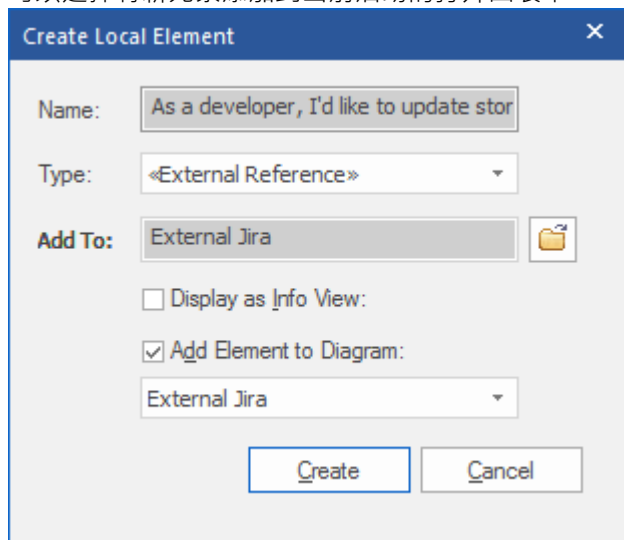 Create Local Element
Name: As a developer, I'd like to update stor
Type: «External Reference»
Add To: External Jira
Display as Info View:
Add Element to Diagram:
External Jira
Create Cancel